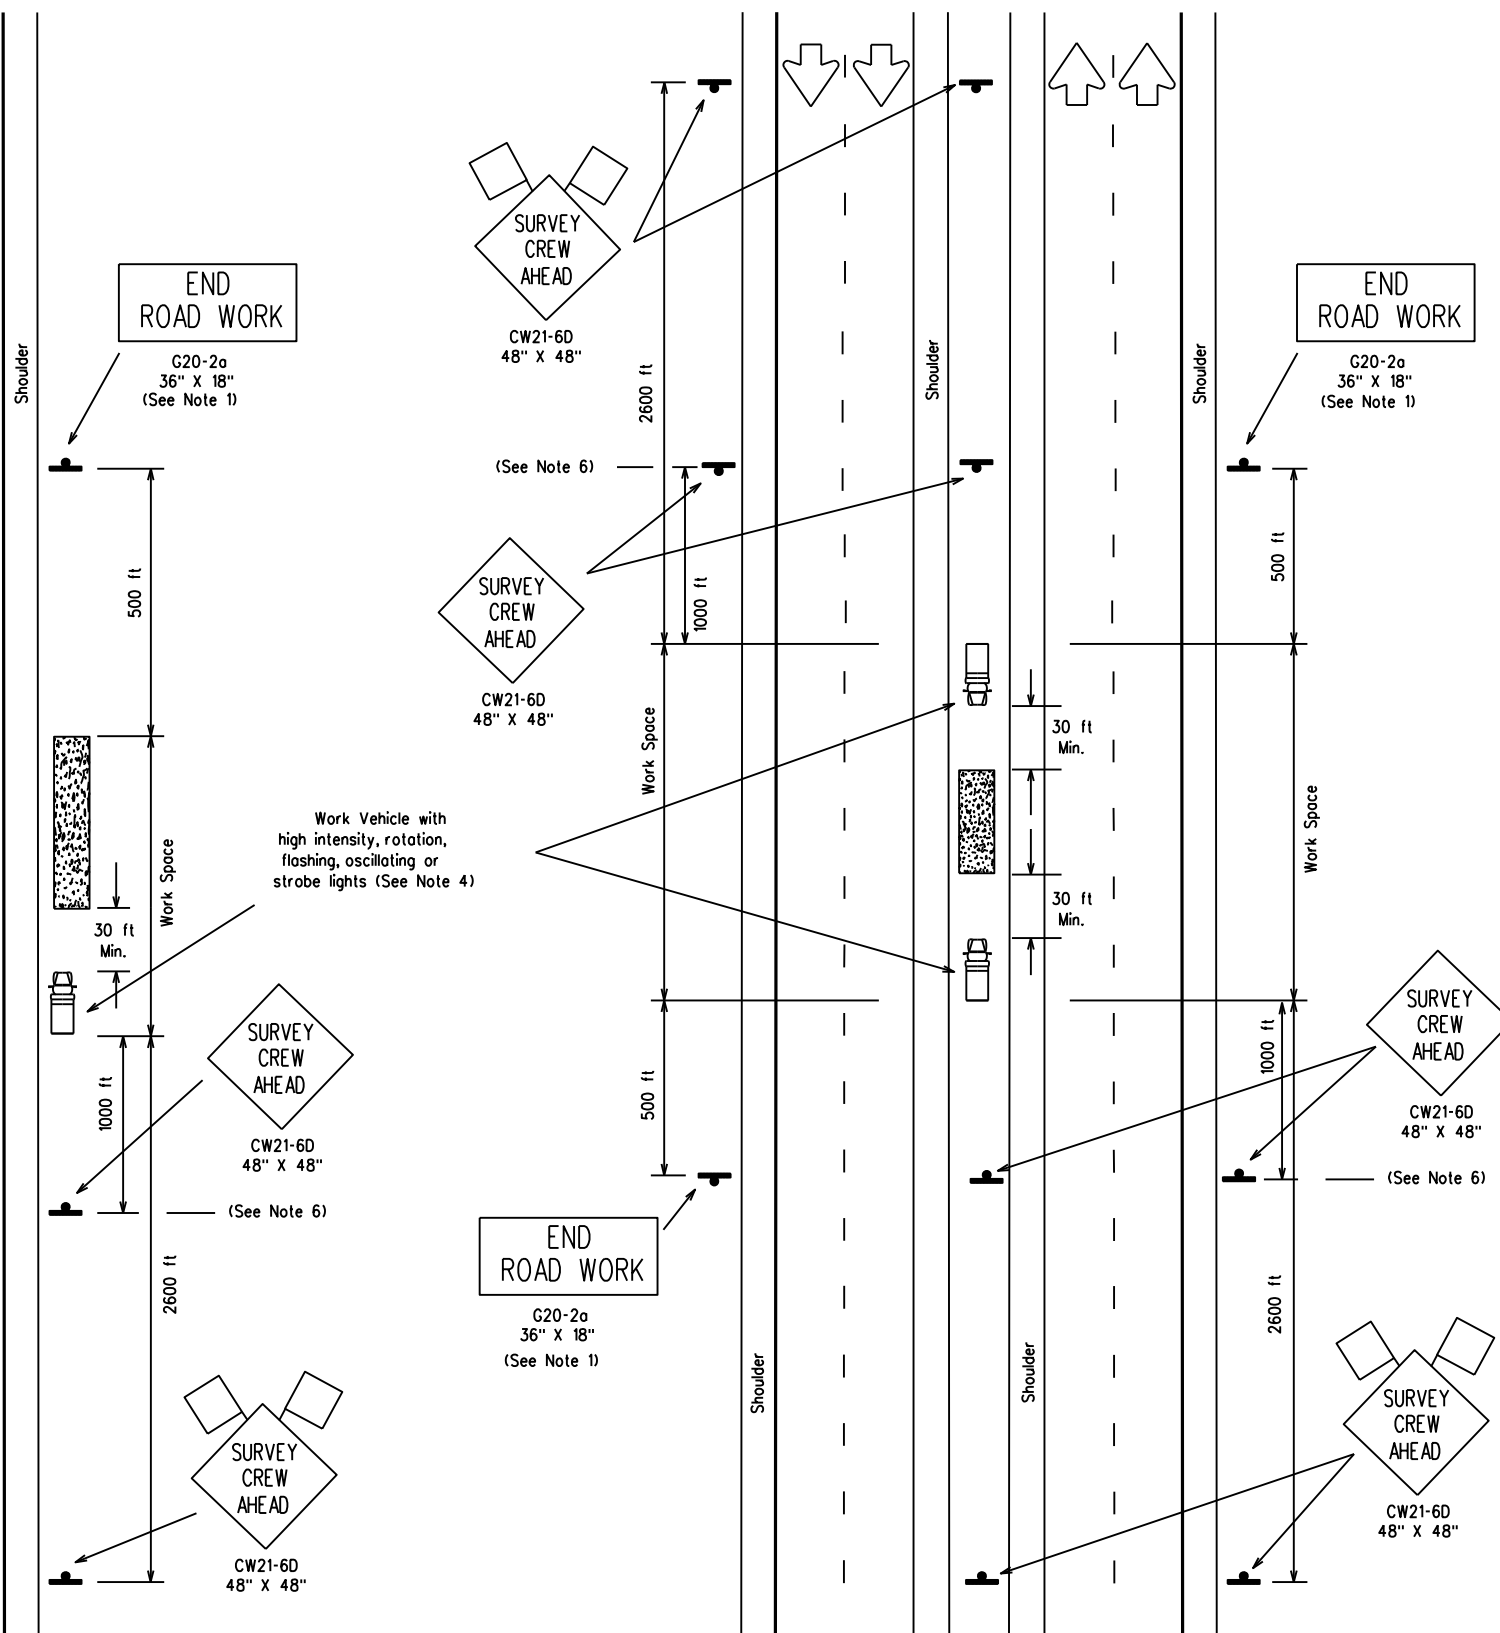 SURVEY
CREW
AHEAD
CW21-6D
48" X 48"
END
ROAD WORK
G20-2a
36" X 18"
(See Note 1)
END
ROAD WORK
G20-2a
36" X 18"
(See Note 1)
Shoulder
Shoulder
Shoulder
2600 ft
(See Note 6)
500 ft
1000 ft
500 ft
SURVEY
CREW
AHEAD
CW21-6D
48" X 48"
Work Space
30 ft
Min.
Work Vehicle with
high intensity, rotation,
flashing, oscillating or
strobe lights (See Note 4)
Work Space
Work Space
30 ft
Min.
30 ft
Min.
SURVEY
CREW
AHEAD
CW21-6D
48" X 48"
1000 ft
(See Note 6)
2600 ft
500 ft
SURVEY
CREW
AHEAD
CW21-6D
48" X 48"
1000 ft
(See Note 6)
2600 ft
END
ROAD WORK
G20-2a
36" X 18"
(See Note 1)
Shoulder
Shoulder
SURVEY
CREW
AHEAD
CW21-6D
48" X 48"
SURVEY
CREW
AHEAD
CW21-6D
48" X 48"